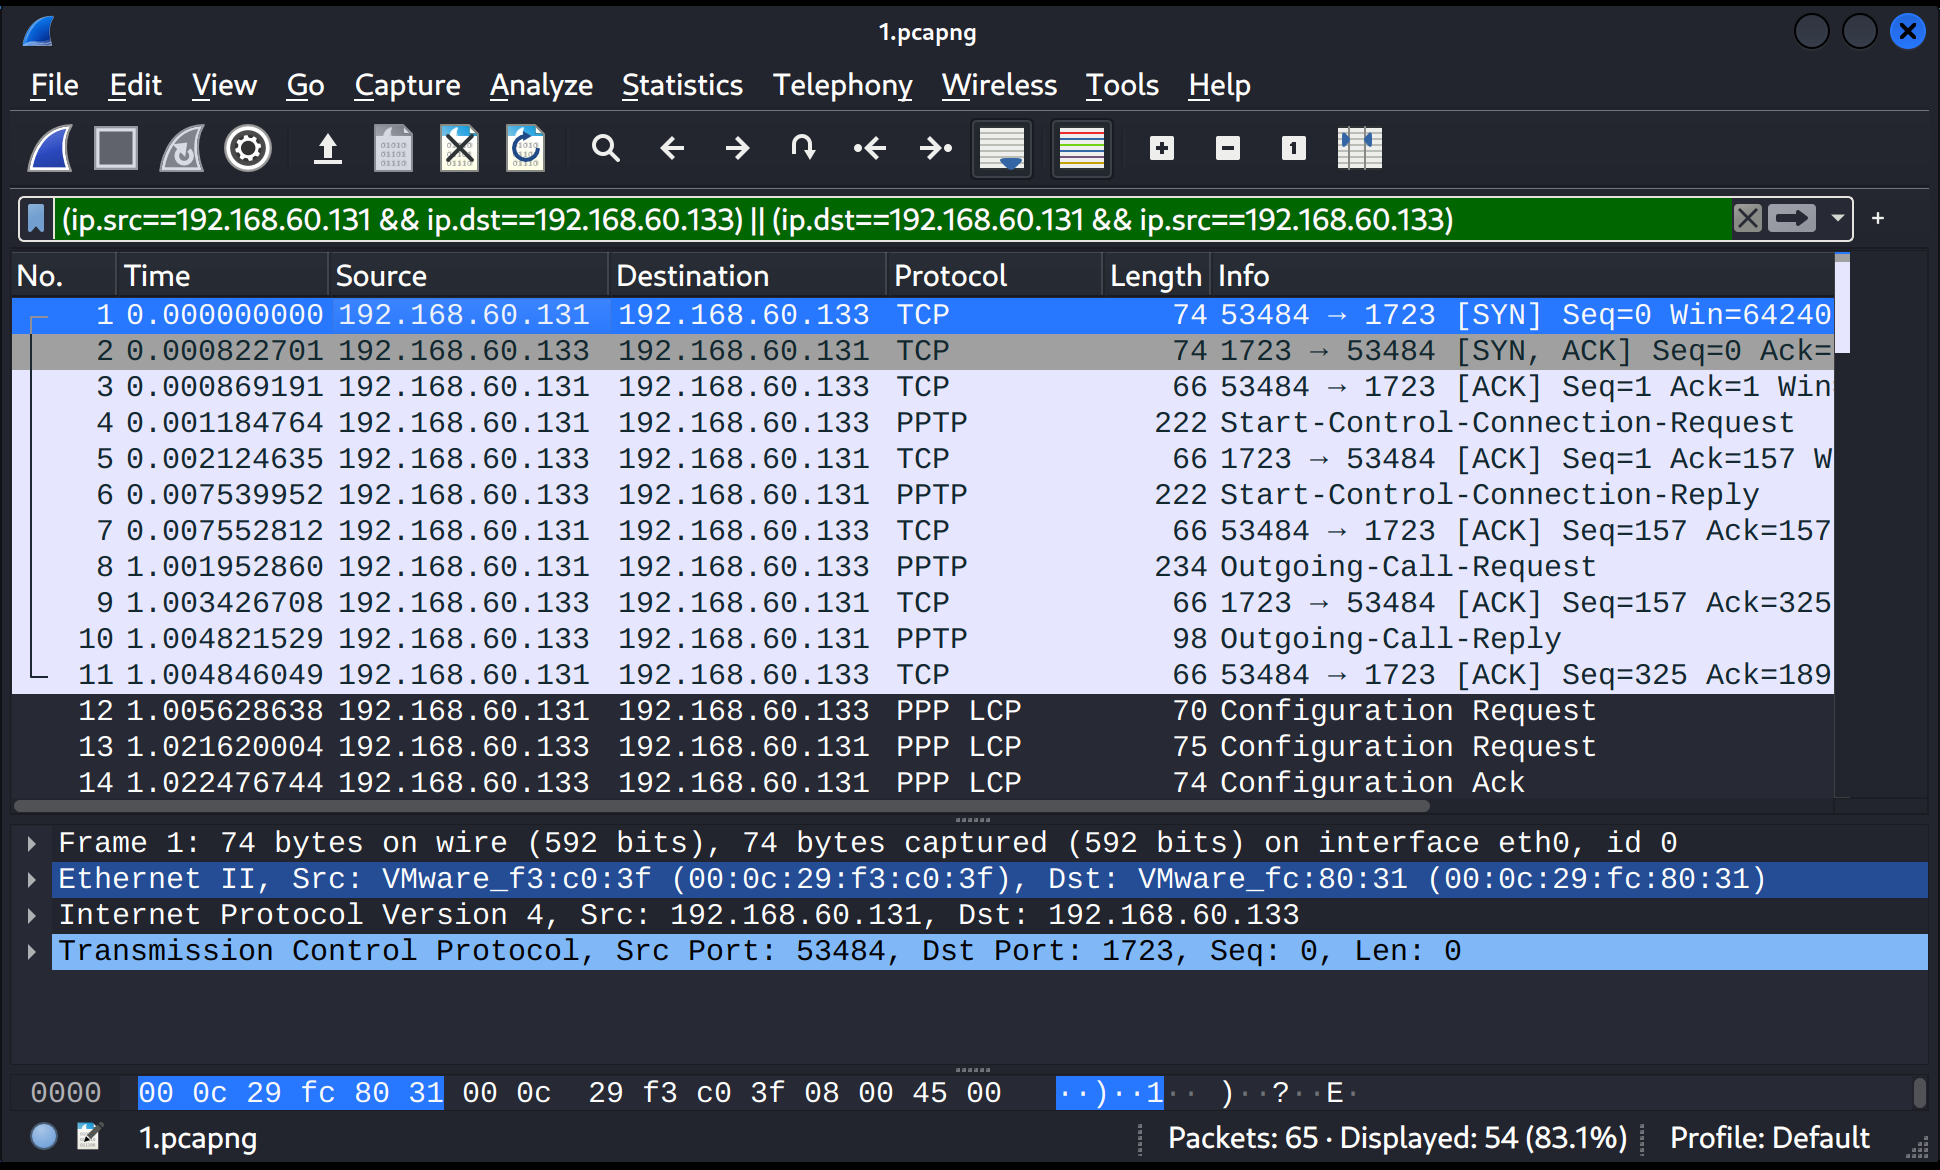 1.pcapng
File Edit View Go Capture Analyze Statistics Telephony Wireless Tools Help
(ip.src==192.168.60.131 && ip.dst==192.168.60.133) || (ip.dst==192.168.60.131 && ip.src==192.168.60.133)
No. Time Source Destination Protocol Length Info
1 0.000000000 192.168.60.131 192.168.60.133 TCP 74 53484 → 1723 [SYN] Seq=0 Win=64240
2 0.000822701 192.168.60.133 192.168.60.131 TCP 74 1723 → 53484 [SYN, ACK] Seq=0 Ack=
3 0.000869191 192.168.60.131 192.168.60.133 TCP 66 53484 → 1723 [ACK] Seq=1 Ack=1 Win
4 0.001184764 192.168.60.131 192.168.60.133 PPTP 222 Start-Control-Connection-Request
5 0.002124635 192.168.60.133 192.168.60.131 TCP 66 1723 → 53484 [ACK] Seq=1 Ack=157 W
6 0.007539952 192.168.60.133 192.168.60.131 PPTP 222 Start-Control-Connection-Reply
7 0.007552812 192.168.60.131 192.168.60.133 TCP 66 53484 → 1723 [ACK] Seq=157 Ack=157
8 1.001952860 192.168.60.131 192.168.60.133 PPTP 234 Outgoing-Call-Request
9 1.003426708 192.168.60.133 192.168.60.131 TCP 66 1723 → 53484 [ACK] Seq=157 Ack=325
10 1.004821529 192.168.60.133 192.168.60.131 PPTP 98 Outgoing-Call-Reply
11 1.004846049 192.168.60.131 192.168.60.133 TCP 66 53484 → 1723 [ACK] Seq=325 Ack=189
12 1.005628638 192.168.60.131 192.168.60.133 PPP LCP 70 Configuration Request
13 1.021620004 192.168.60.133 192.168.60.131 PPP LCP 75 Configuration Request
14 1.022476744 192.168.60.133 192.168.60.131 PPP LCP 74 Configuration Ack
Frame 1: 74 bytes on wire (592 bits), 74 bytes captured (592 bits) on interface eth0, id 0
Ethernet II, Src: VMware_f3:c0:3f (00:0c:29:f3:c0:3f), Dst: VMware_fc:80:31 (00:0c:29:fc:80:31)
Internet Protocol Version 4, Src: 192.168.60.131, Dst: 192.168.60.133
Transmission Control Protocol, Src Port: 53484, Dst Port: 1723, Seq: 0, Len: 0
0000 00 0c 29 fc 80 31 00 0c 29 f3 c0 3f 08 00 45 00 ··)··1·· )··?··E·
1.pcapng Packets: 65 · Displayed: 54 (83.1%) Profile: Default